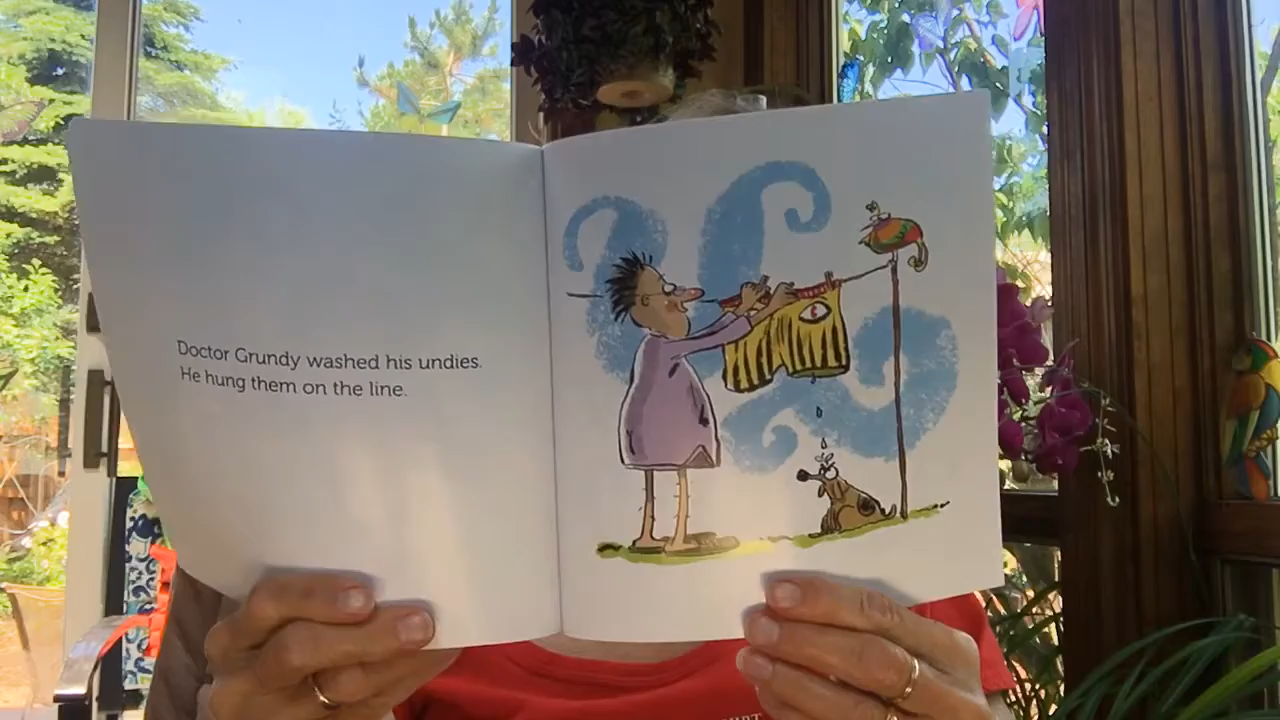 Doctor Grundy washed his undies.
He hung them on the line.